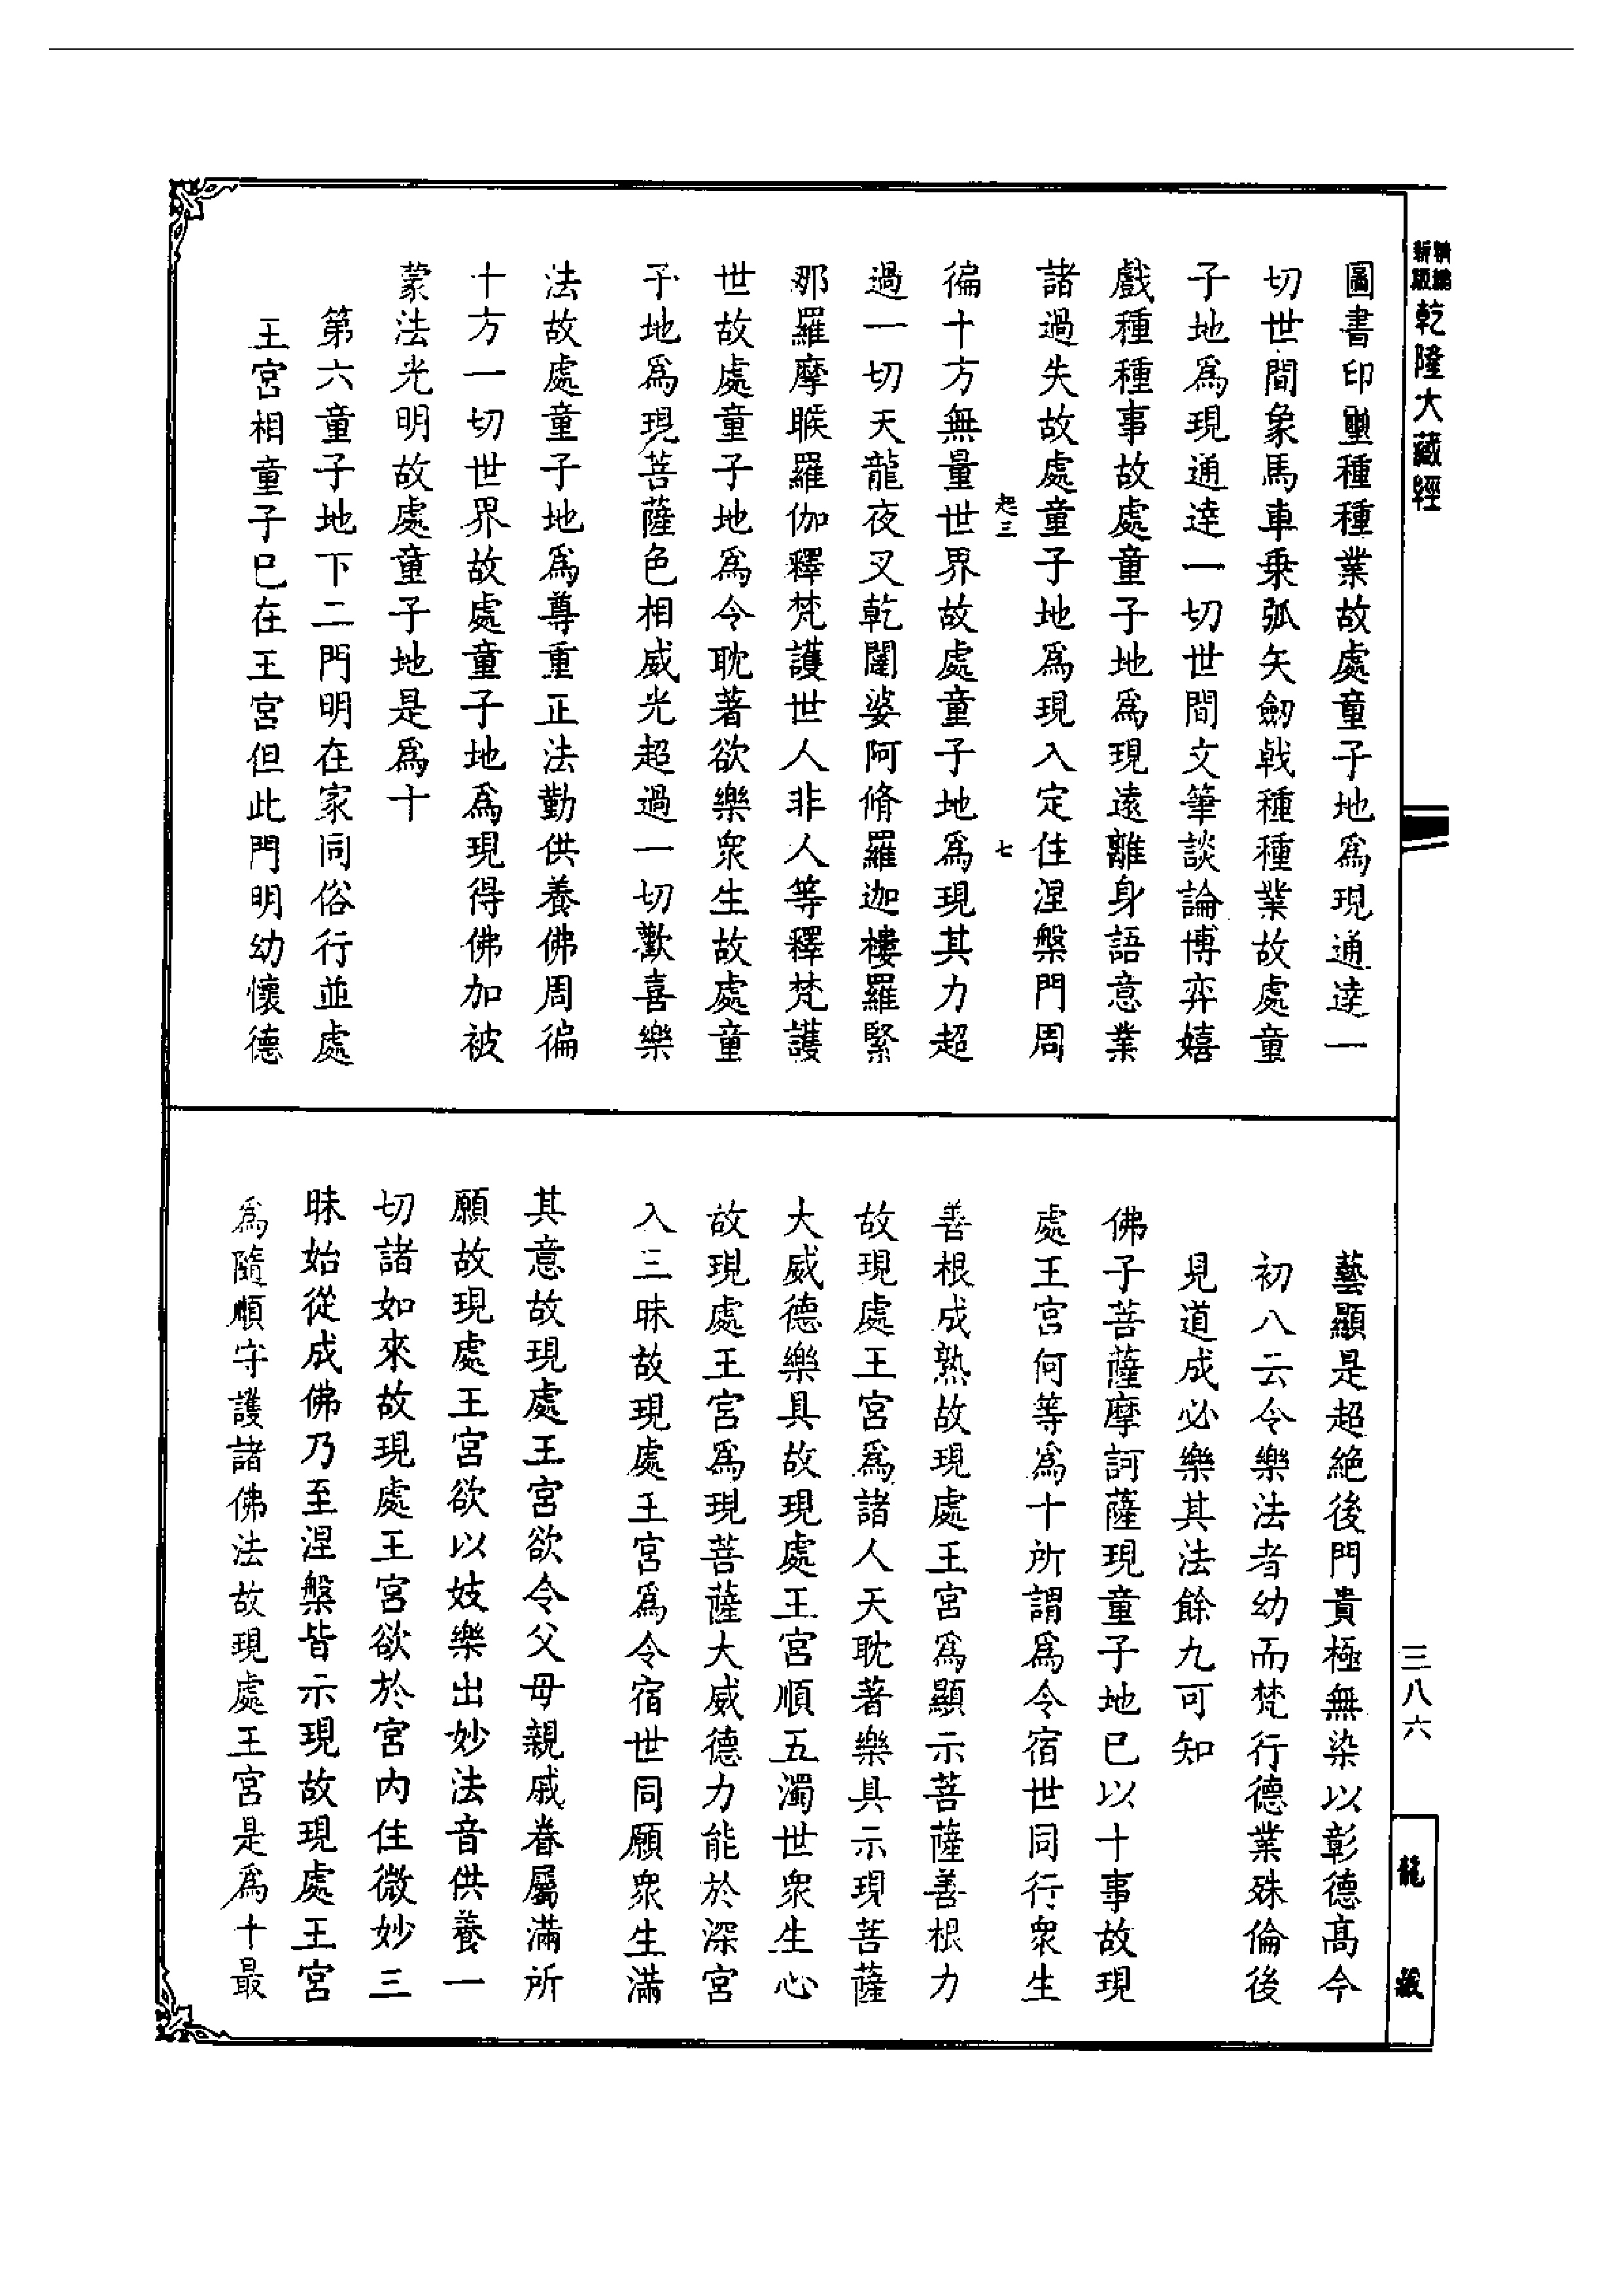 新編
新版
乾隆大藏經
圖書印璽種種業故處童子地爲現通達一
切世間象馬車乘弧矢劒戟種種業故處童
子地爲現通達一切世間文筆談論博弈嬉
戲種種事故處童子地爲現遠離身語意業
諸過失故處童子地爲現入定住涅槃門周
起三
七
徧十方無量世界故處童子地爲現其力超
過一切天龍夜叉乾闥婆阿脩羅迦樓羅緊
那羅摩睺羅伽釋梵護世人非人等釋梵護
世故處童子地爲令耽著欲樂衆生故處童
子地爲現菩薩色相威光超過一切歡喜樂
法故處童子地爲尊重正法勤供養佛周徧
十方一切世界故處童子地爲現得佛加被
蒙法光明故處童子地是爲十
第六童子地下二門明在家同俗行並處
王宮相童子已在王宮但此門明幼懷德
藝顯是超絕後門貴極無染以彰德高今
初八云令樂法者幼而梵行德業殊倫後
見道成必樂其法餘九可知
佛子菩薩摩訶薩現童子地已以十事故現
處王宮何等爲十所謂爲令宿世同行衆生
善根成熟故現處王宮爲顯示菩薩善根力
故現處王宮爲諸人天耽著樂具示現菩薩
大威德樂具故現處王宮順五濁世衆生心
故現處王宮爲現菩薩大威德力能於深宮
入三昧故現處王宮爲令宿世同願衆生滿
其意故現處王宮欲令父母親戚眷屬滿所
願故現處王宮欲以妓樂出妙法音供養一
切諸如來故現處王宮欲於宮內住微妙三
昧始從成佛乃至涅槃皆示現故現處王宮
爲隨順守護諸佛法故現處王宮是爲十最
三八六
龍藏